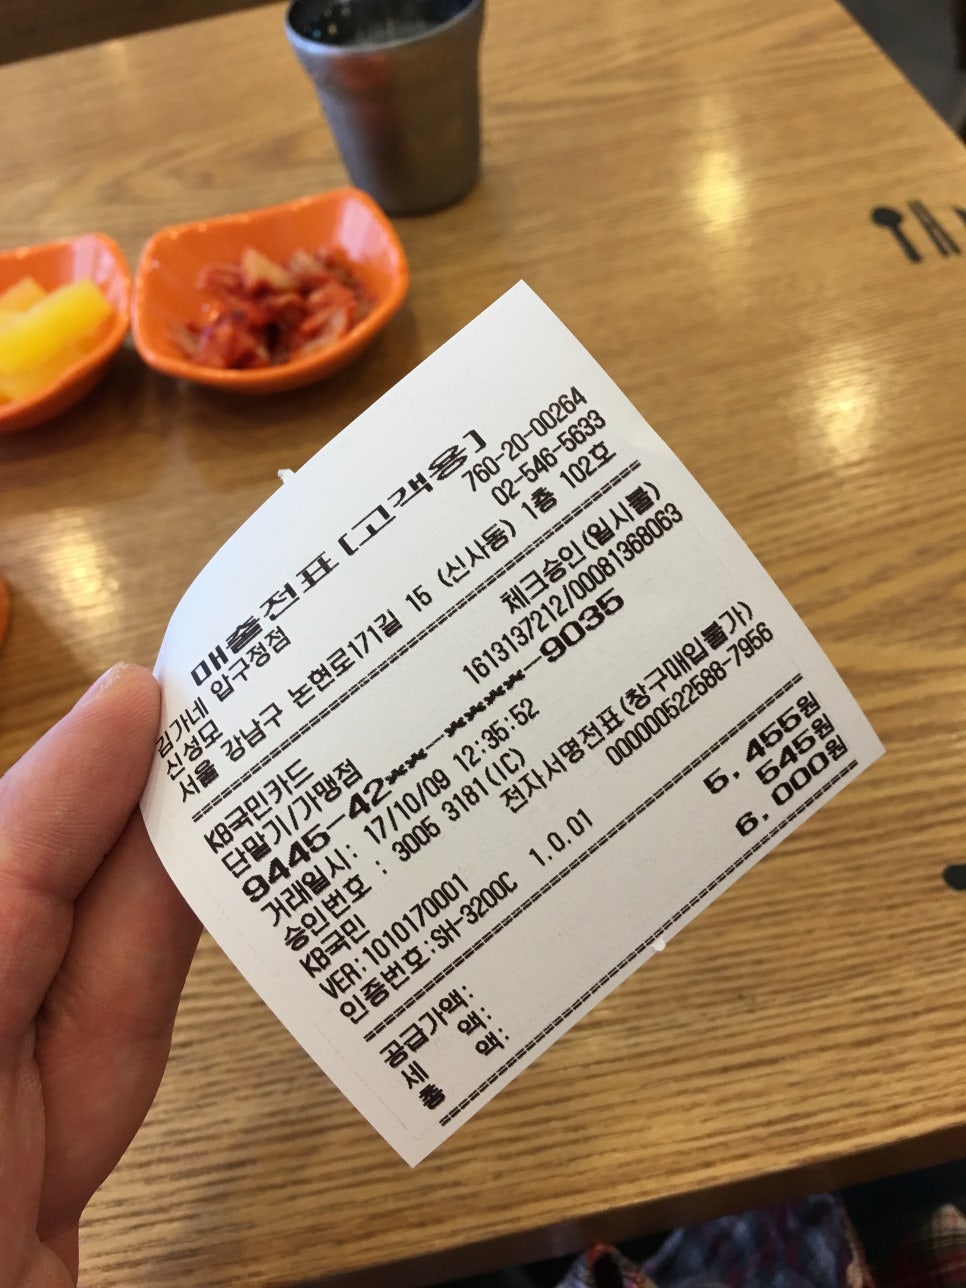 매출전표 [고객용]
김가네 압구정점 760-20-00264
신성모 02-546-5633
서울 강남구 논현로171길 15 (신사동) 1층 102호
KB국민카드 체크승인(일시불)
단말기/가맹점 1613137212/00081368063
9445-42**-****-9035
거래일시: 17/10/09 12:35:52
승인번호 : 3005 3181(IC)
KB국민 전자서명전표(창구매입불가)
VER:1010170001 000000522588-7956
인증번호:SH-3200C 1.0.01
공급가액: 5,455원
세 액: 545원
총 액: 6,000원